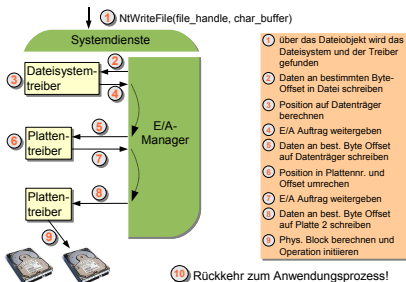 1 NtWriteFile(file_handle, char_buffer)
Systemdienste
2
Dateisystem-
treiber
3
4
E/A-
Manager
5
Platten-
treiber
6
7
8
Platten-
treiber
9
10 Rückkehr zum Anwendungsprozess!
1 über das Dateiobjekt wird das
Dateisystem und der Treiber
gefunden
2 Daten an bestimmten Byte-
Offset in Datei schreiben
3 Position auf Datenträger
berechnen
4 E/A Auftrag weitergeben
5 Daten an best. Byte Offset
auf Datenträger schreiben
6 Position in Plattennr. und
Offset umrechen
7 E/A Auftrag weitergeben
8 Daten an best. Byte Offset
auf Platte 2 schreiben
9 Phys. Block berechnen und
Operation initiieren